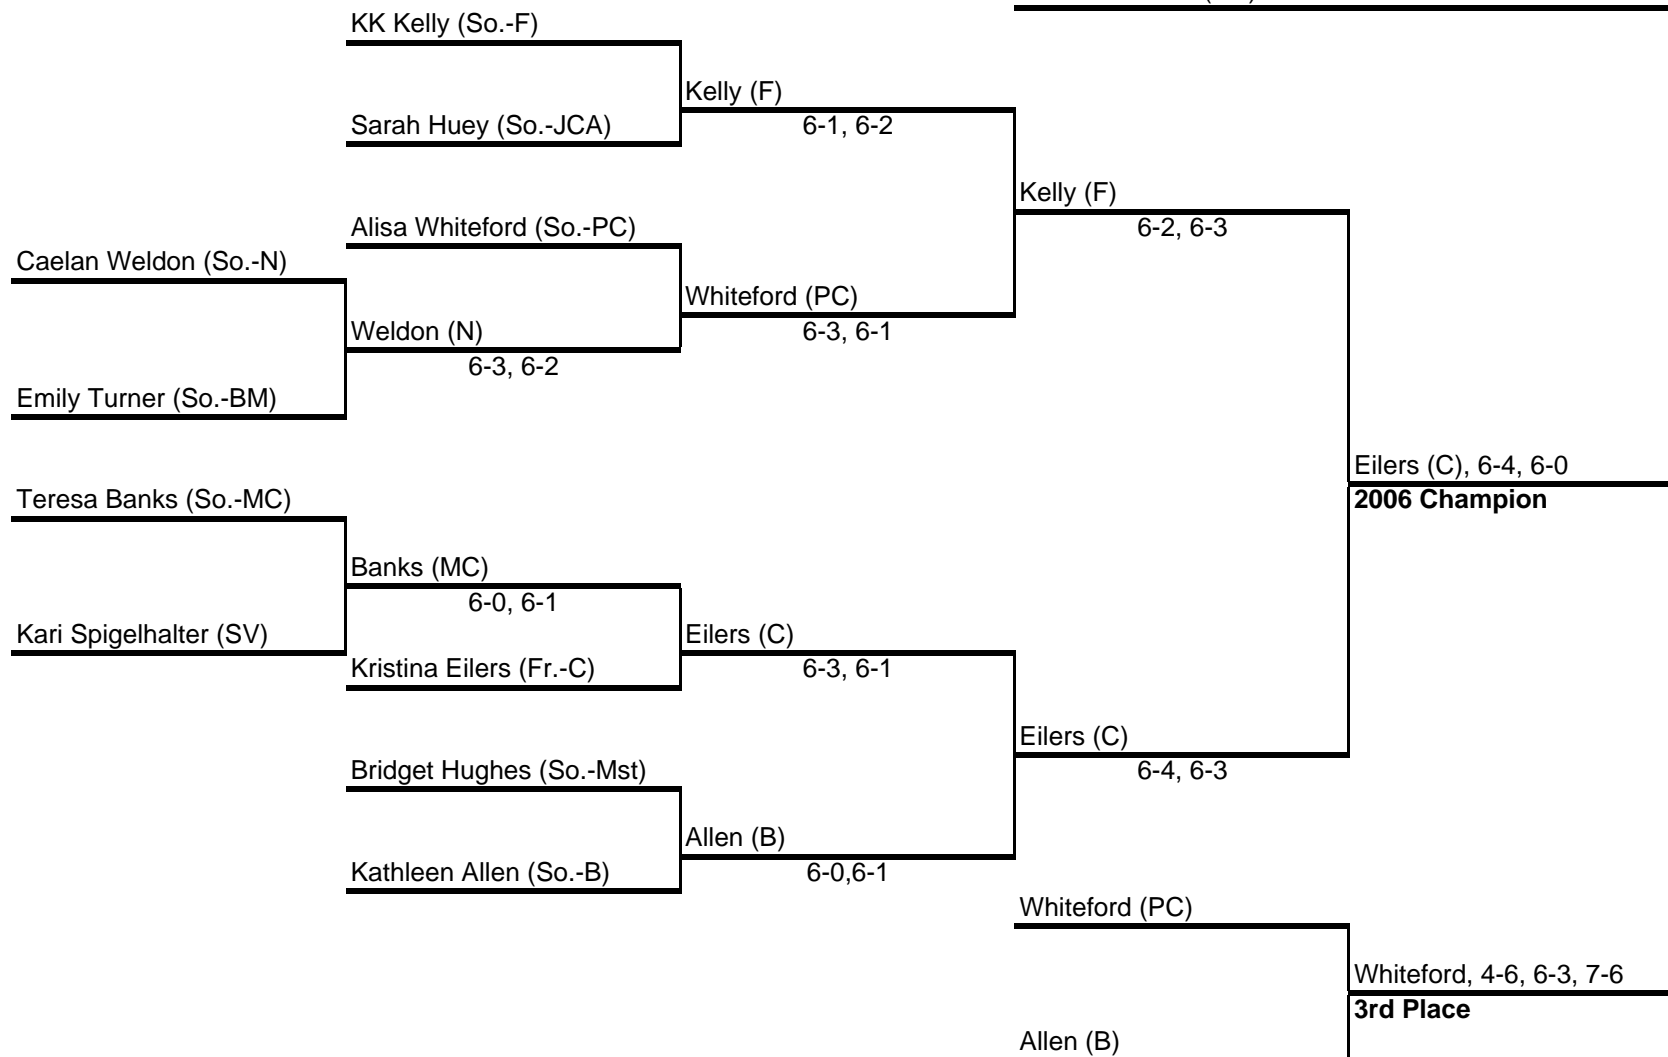 KK Kelly (So.-F)
Kelly (F)
Sarah Huey (So.-JCA)
6-1, 6-2
Kelly (F)
Alisa Whiteford (So.-PC)
6-2, 6-3
Caelan Weldon (So.-N)
Whiteford (PC)
Weldon (N)
6-3, 6-1
6-3, 6-2
Emily Turner (So.-BM)
Eilers (C), 6-4, 6-0
Teresa Banks (So.-MC)
2006 Champion
Banks (MC)
6-0, 6-1
Kari Spigelhalter (SV)
Eilers (C)
Kristina Eilers (Fr.-C)
6-3, 6-1
Eilers (C)
Bridget Hughes (So.-Mst)
6-4, 6-3
Allen (B)
Kathleen Allen (So.-B)
6-0,6-1
Whiteford (PC)
Whiteford, 4-6, 6-3, 7-6
3rd Place
Allen (B)